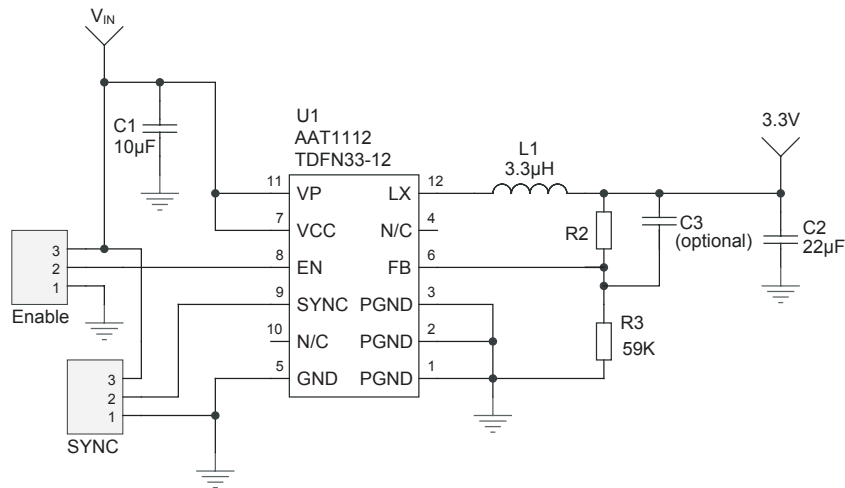 V_IN
C1
10µF
U1
AAT1112
TDFN33-12
L1
3.3µH
3.3V
11
VP
LX
12
7
VCC
N/C
4
R2
C3
(optional)
C2
22µF
3
2
1
Enable
8
EN
FB
6
9
SYNC
PGND
3
10
N/C
PGND
2
R3
59K
5
GND
PGND
1
3
2
1
SYNC